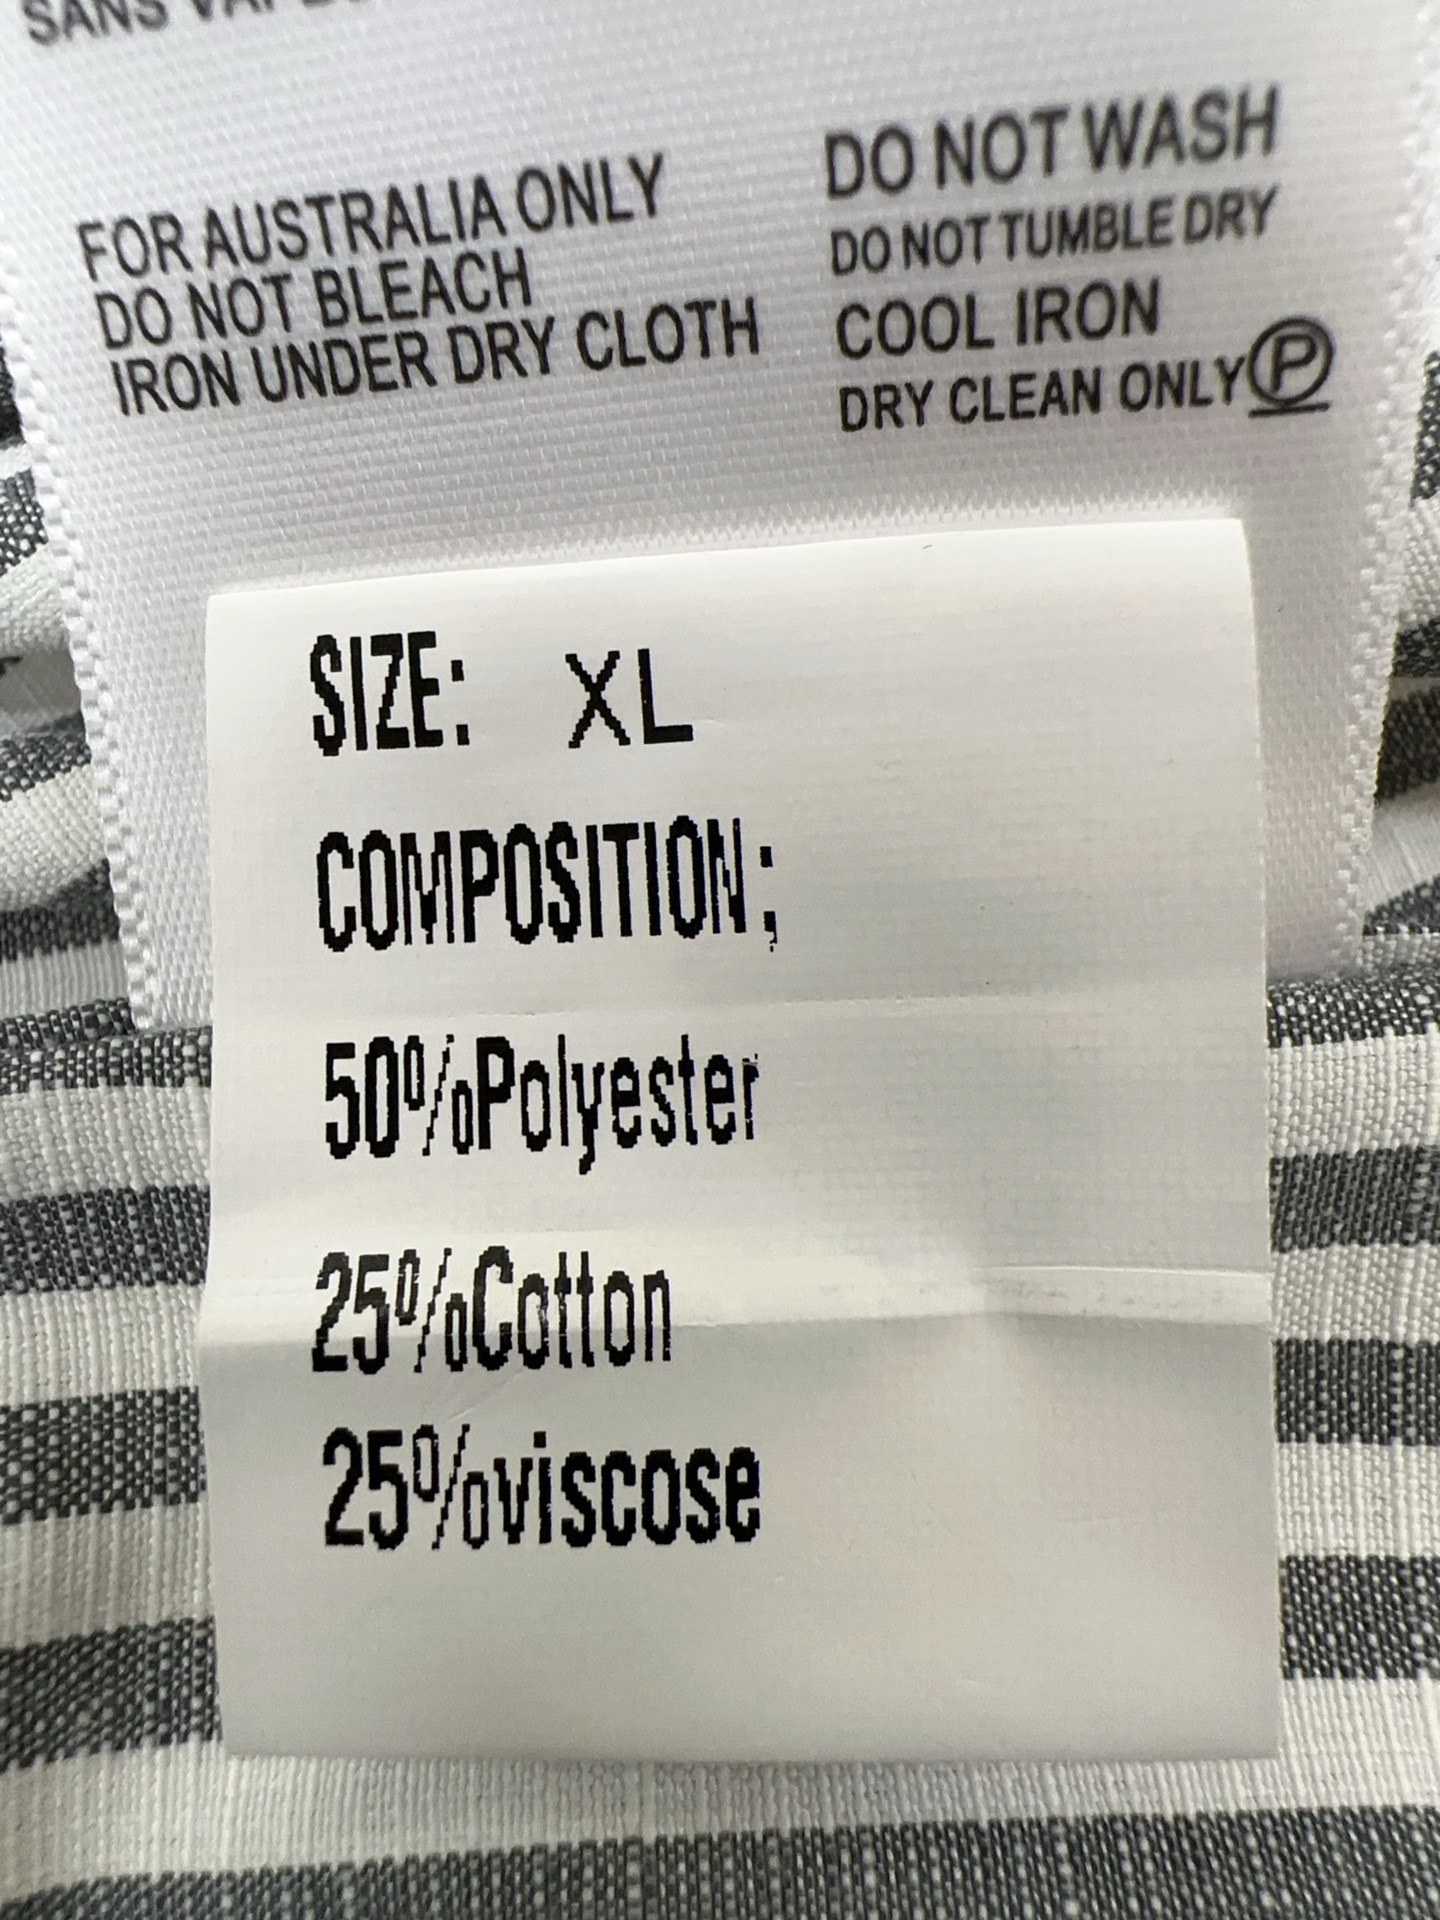 SANS
FOR AUSTRALIA ONLY
DO NOT BLEACH
IRON UNDER DRY CLOTH
DO NOT WASH
DO NOT TUMBLE DRY
COOL IRON
DRY CLEAN ONLY P
SIZE: XL
COMPOSITION;
50%Polyester
25%Cotton
25%viscose